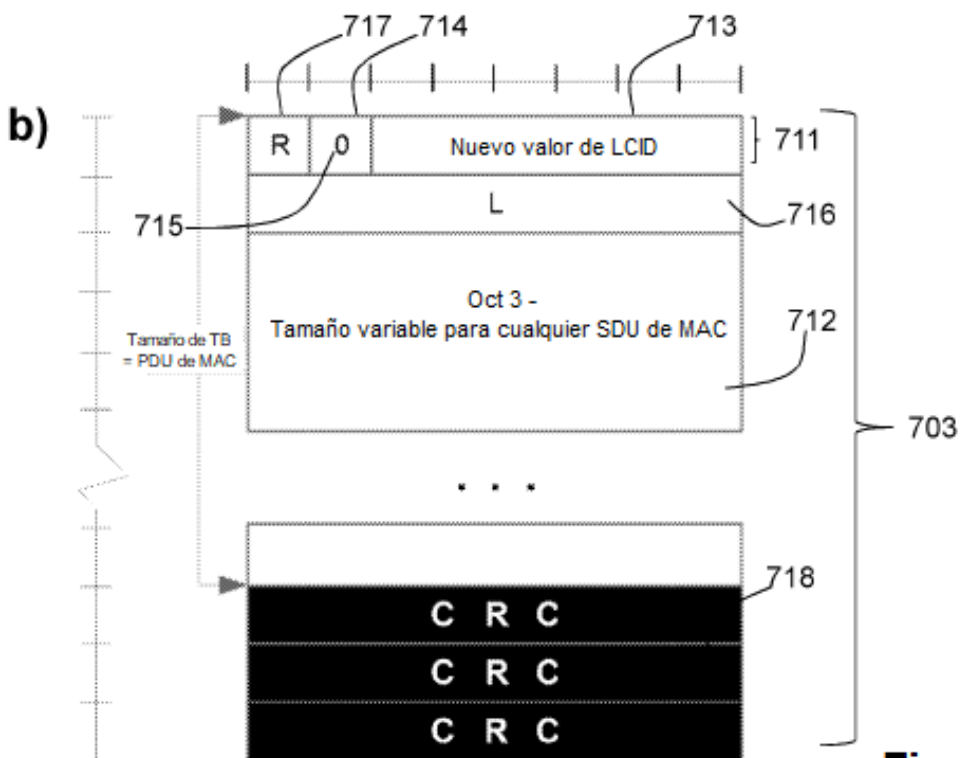 717 714 713
b)
R 0 Nuevo valor de LCID 711
L
715 716
Oct 3 -
Tamaño variable para cualquier SDU de MAC 712
Tamaño de TB
= PDU de MAC
703
. . .
718
C R C
C R C
C R C